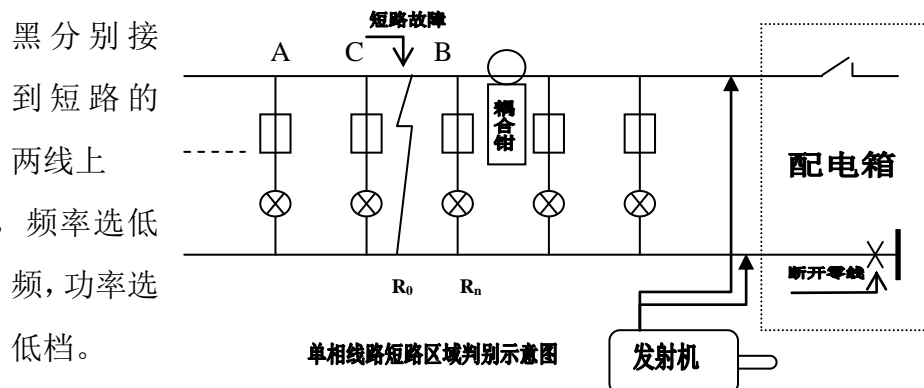 黑分别接
到短路的
两线上
，频率选低
频，功率选
低档。
短路故障
A C B
耦合钳
配电箱
断开零线
R₀ Rₙ
单相线路短路区域判别示意图
发射机